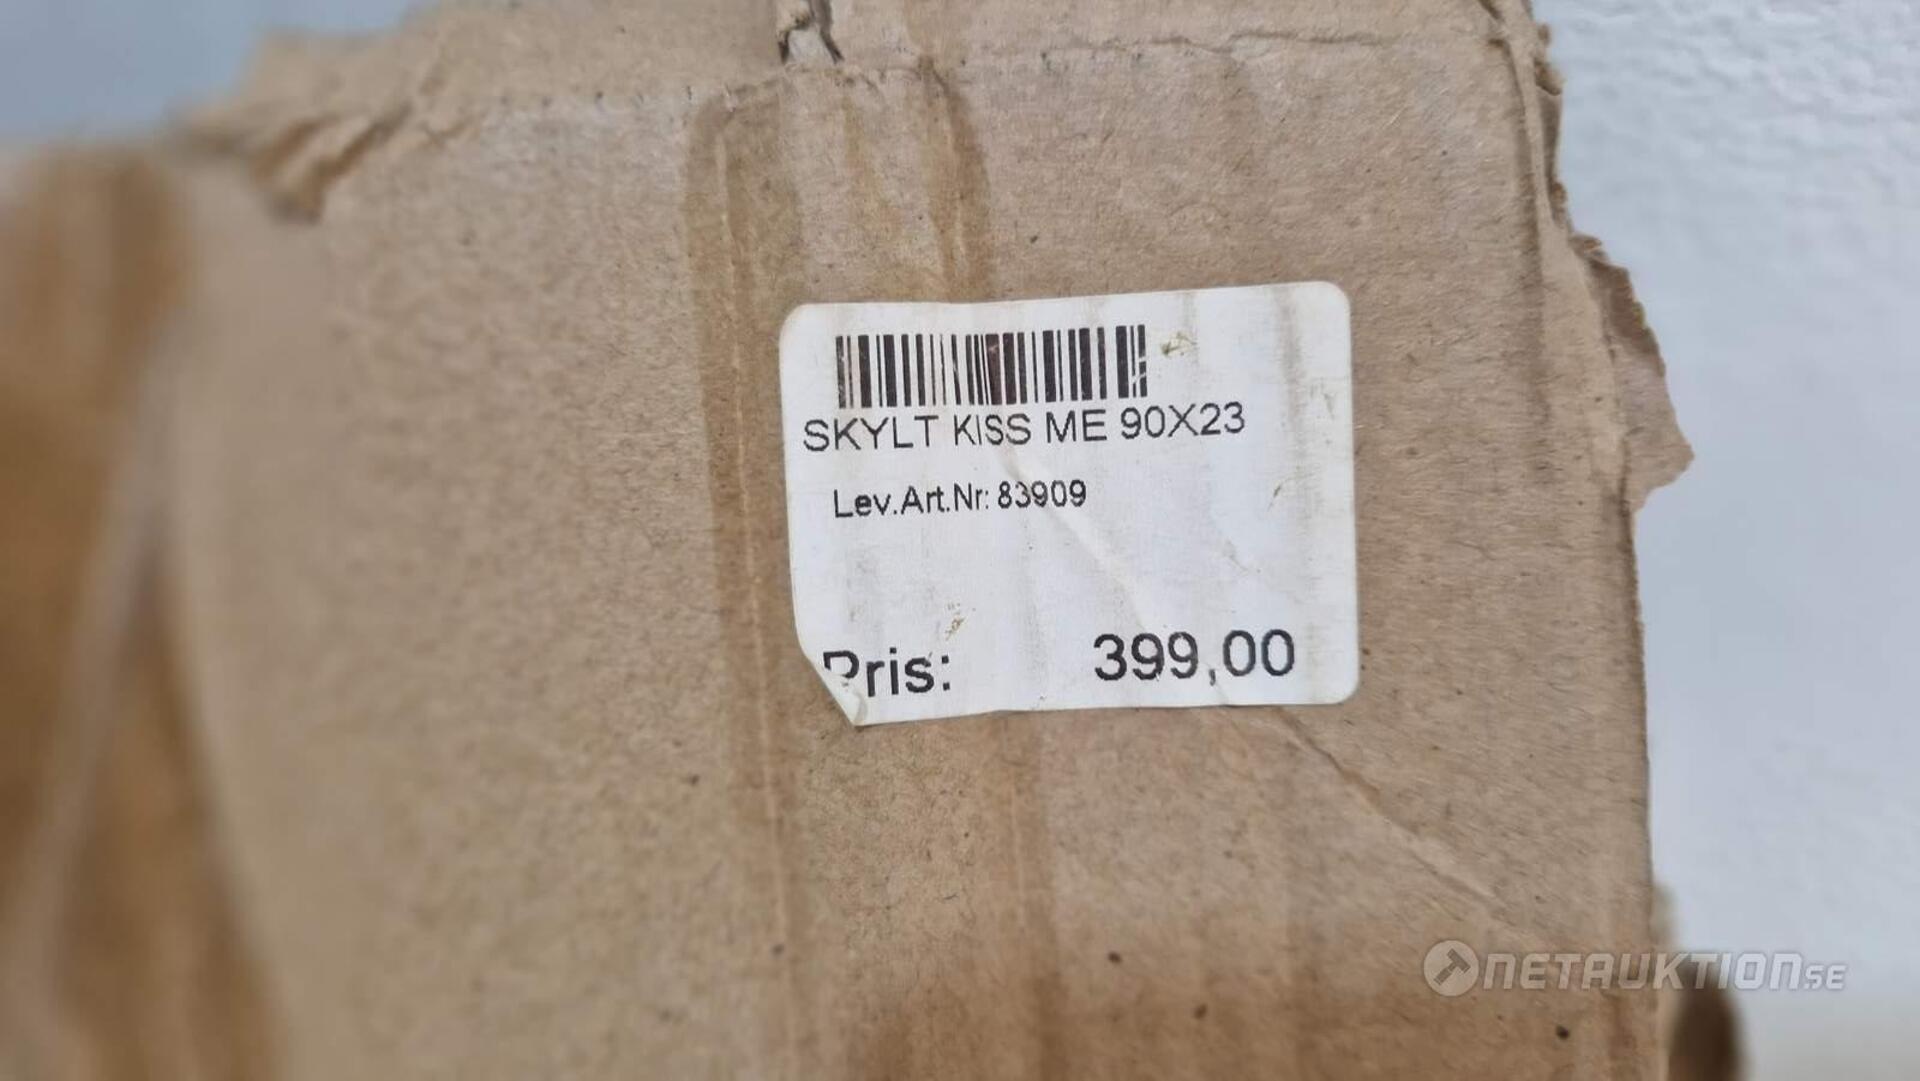 SKYLT KISS ME 90X23
Lev.Art.Nr: 83909
Pris: 399,00
NETAUKTION.SE